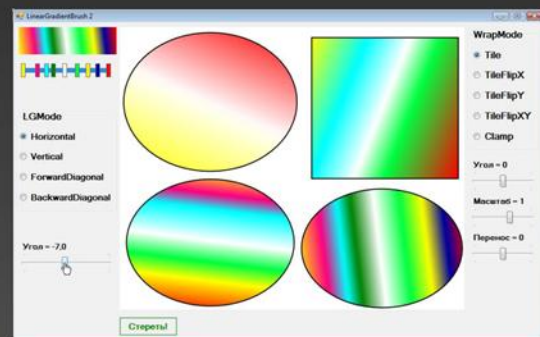 LinearGradientBrush 2
LGMode
Horizontal
Vertical
ForwardDiagonal
BackwardDiagonal
Угол = -7,0
Стереть!
WrapMode
Tile
TileFlipX
TileFlipY
TileFlipXY
Clamp
Угол = 0
Масштаб = 1
Перенос = 0